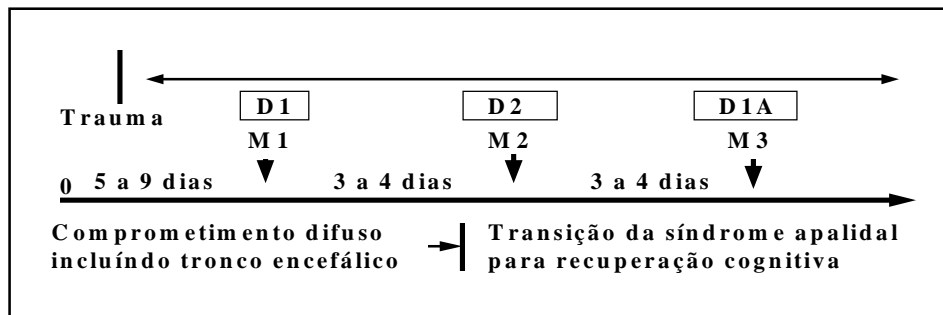 Trauma
D1 D2 D1A
M1 M2 M3
0 5 a 9 dias 3 a 4 dias 3 a 4 dias
Comprometimento difuso
incluíndo tronco encefálico
Transição da síndrome apalidal
para recuperação cognitiva